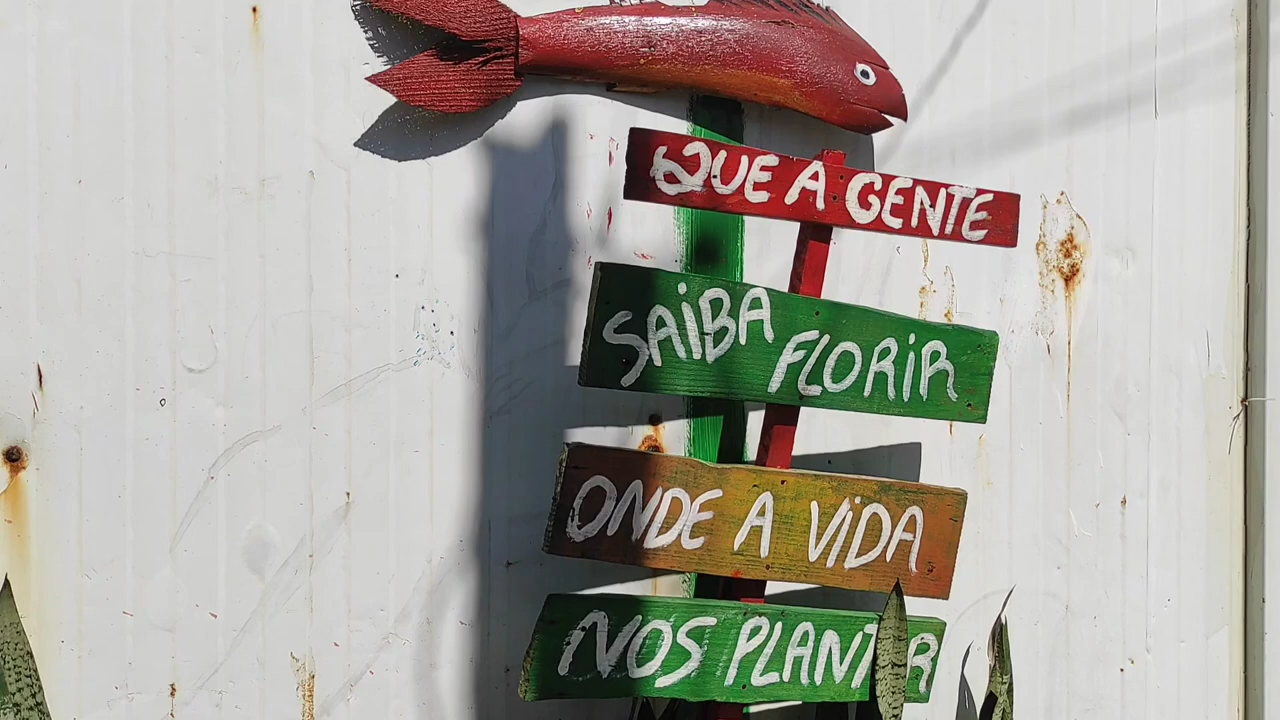 QUE A GENTE
SAiBA FLORiR
ONDE A ViDA
NOS PLANTAR